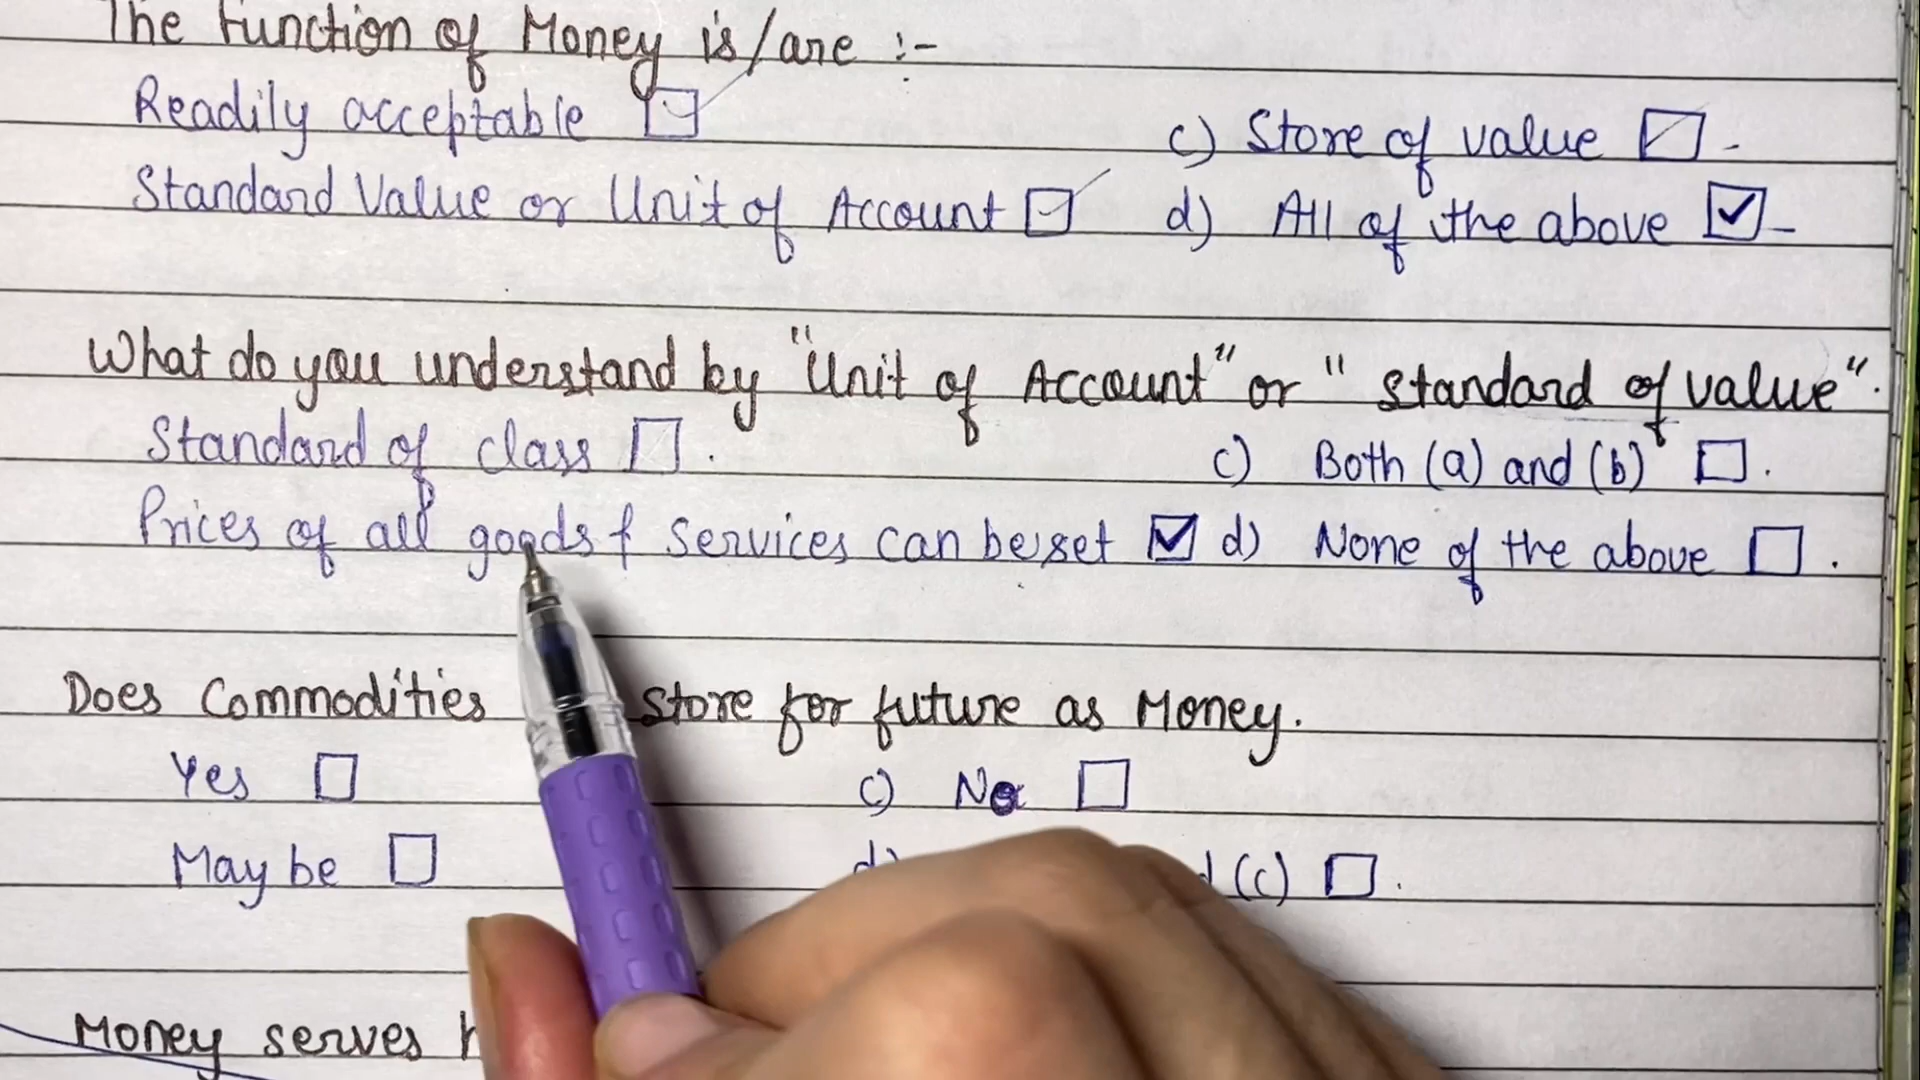 The Function of Money is/are :-
Readily acceptable
c) Store of value
Standard Value or Unit of Account
d) All of the above
What do you understand by "Unit of Account" or "Standard of value".
Standard of class
c) Both (a) and (b)
Prices of all goods & services can be set
d) None of the above
Does Commodities store for future as Money.
Yes
c) No
May be
d) (c)
Money serves